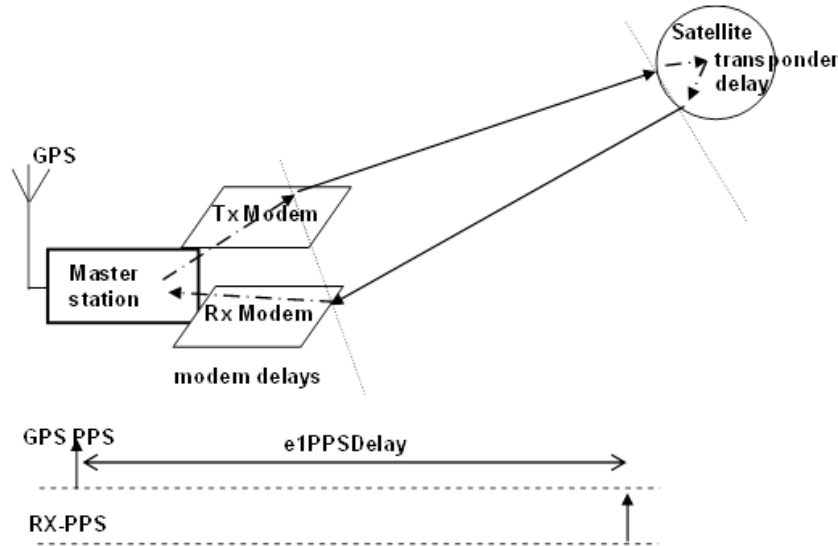 Satellite
transponder
delay
GPS
Tx Modem
Master
station
Rx Modem
modem delays
GPS PPS
e1PPSDelay
RX-PPS